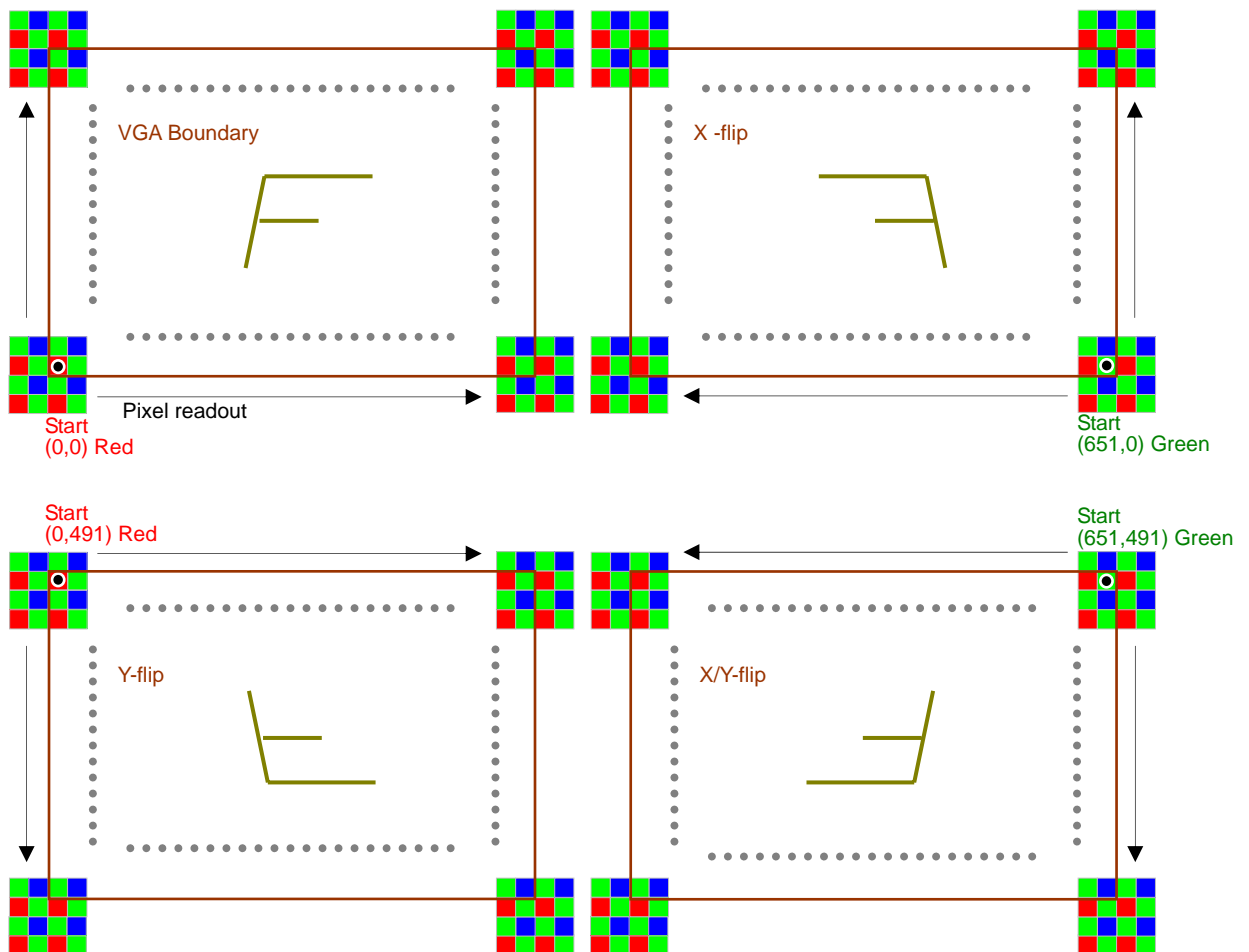 VGA Boundary
X -flip
Pixel readout
Start
(0,0) Red
Start
(651,0) Green
Start
(0,491) Red
Start
(651,491) Green
Y-flip
X/Y-flip